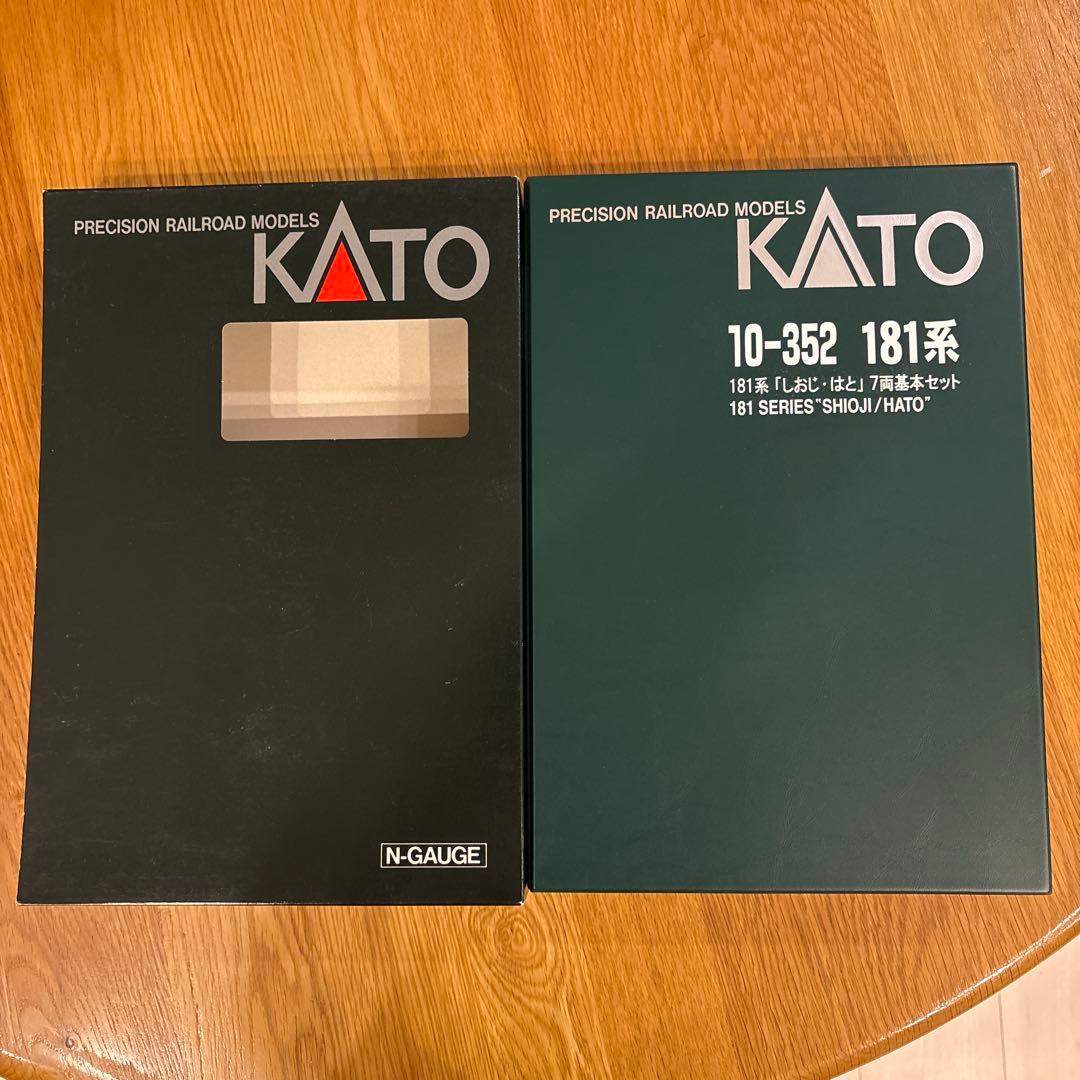 PRECISION RAILROAD MODELS
KATO
N-GAUGE
PRECISION RAILROAD MODELS
KATO
10-352 181系
181系「しおじ・はと」7両基本セット
181 SERIES "SHIOJI/HATO"